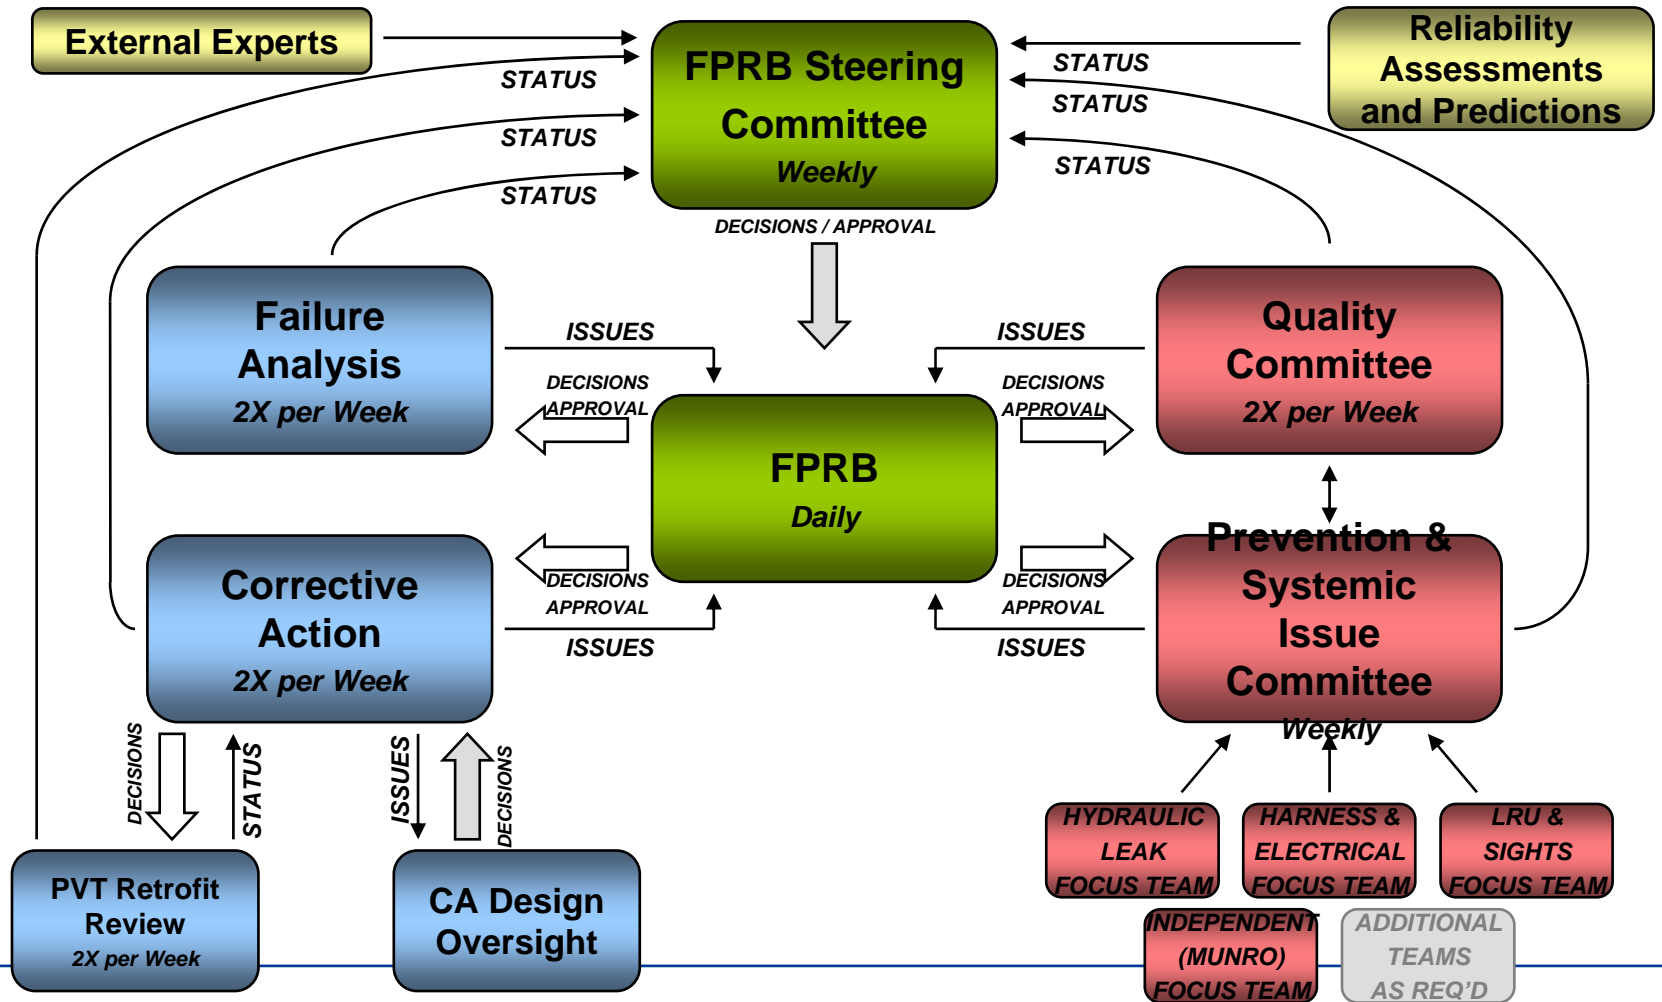 External Experts
FPRB Steering
Committee
Weekly
Reliability
Assessments
and Predictions
STATUS
STATUS
STATUS
STATUS
STATUS
STATUS
DECISIONS / APPROVAL
Failure
Analysis
2X per Week
ISSUES
DECISIONS
APPROVAL
FPRB
Daily
ISSUES
DECISIONS
APPROVAL
Quality
Committee
2X per Week
Corrective
Action
2X per Week
DECISIONS
APPROVAL
ISSUES
DECISIONS
APPROVAL
ISSUES
Prevention &
Systemic
Issue
Committee
Weekly
DECISIONS
STATUS
ISSUES
DECISIONS
PVT Retrofit
Review
2X per Week
CA Design
Oversight
HYDRAULIC
LEAK
FOCUS TEAM
HARNESS &
ELECTRICAL
FOCUS TEAM
LRU &
SIGHTS
FOCUS TEAM
INDEPENDENT
(MUNRO)
FOCUS TEAM
ADDITIONAL
TEAMS
AS REQ'D